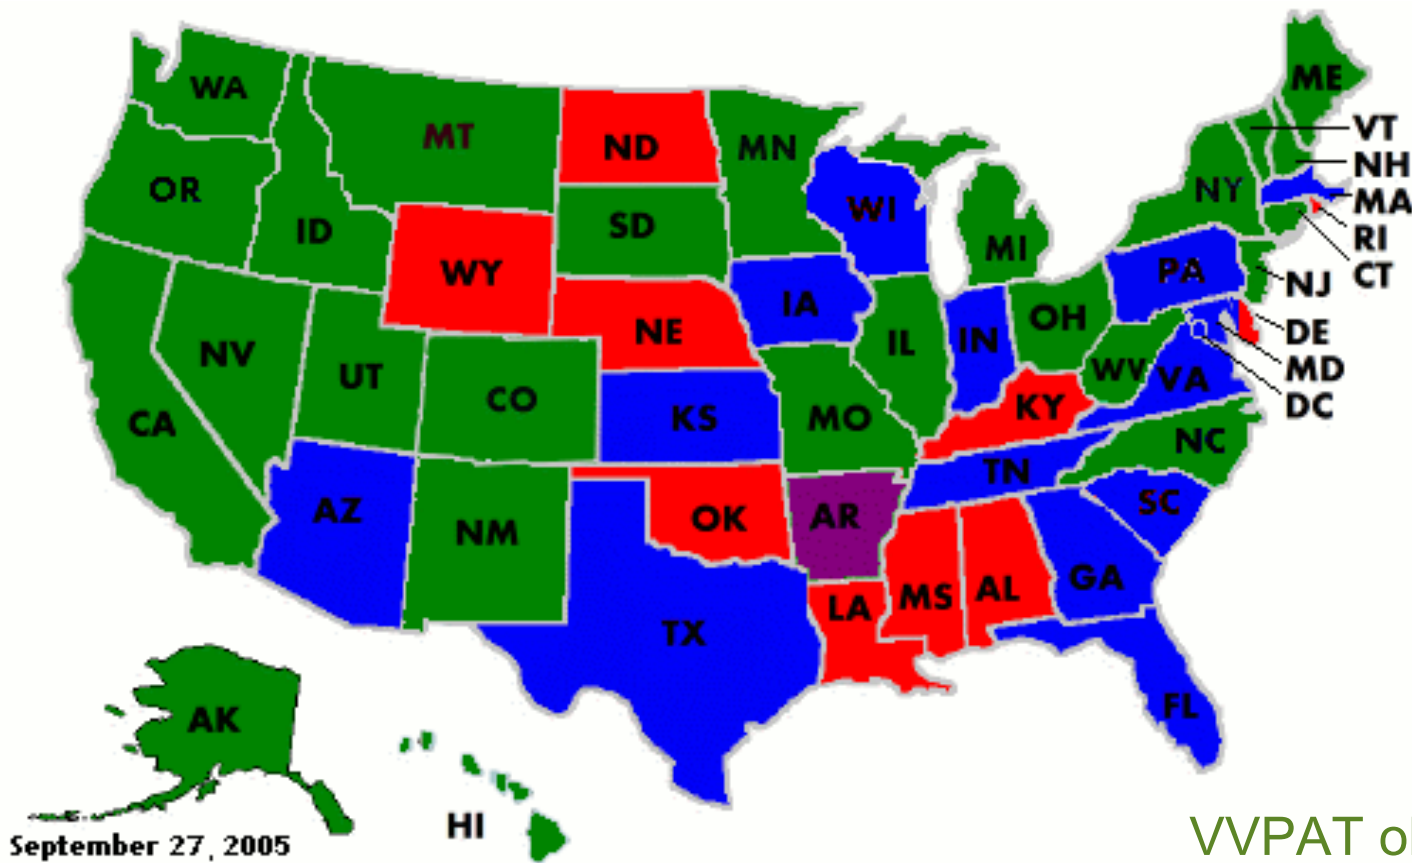 WA
ME
MT
ND
MN
VT
OR
NH
ID
SD
WI
NY
MA
WY
MI
RI
CT
PA
NJ
NV
NE
IA
IL
IN
OH
DE
UT
WV
MD
CA
CO
KS
MO
KY
VA
DC
NC
AZ
NM
OK
AR
TN
SC
TX
LA
MS
AL
GA
FL
AK
HI
September 27, 2005
VVPAT